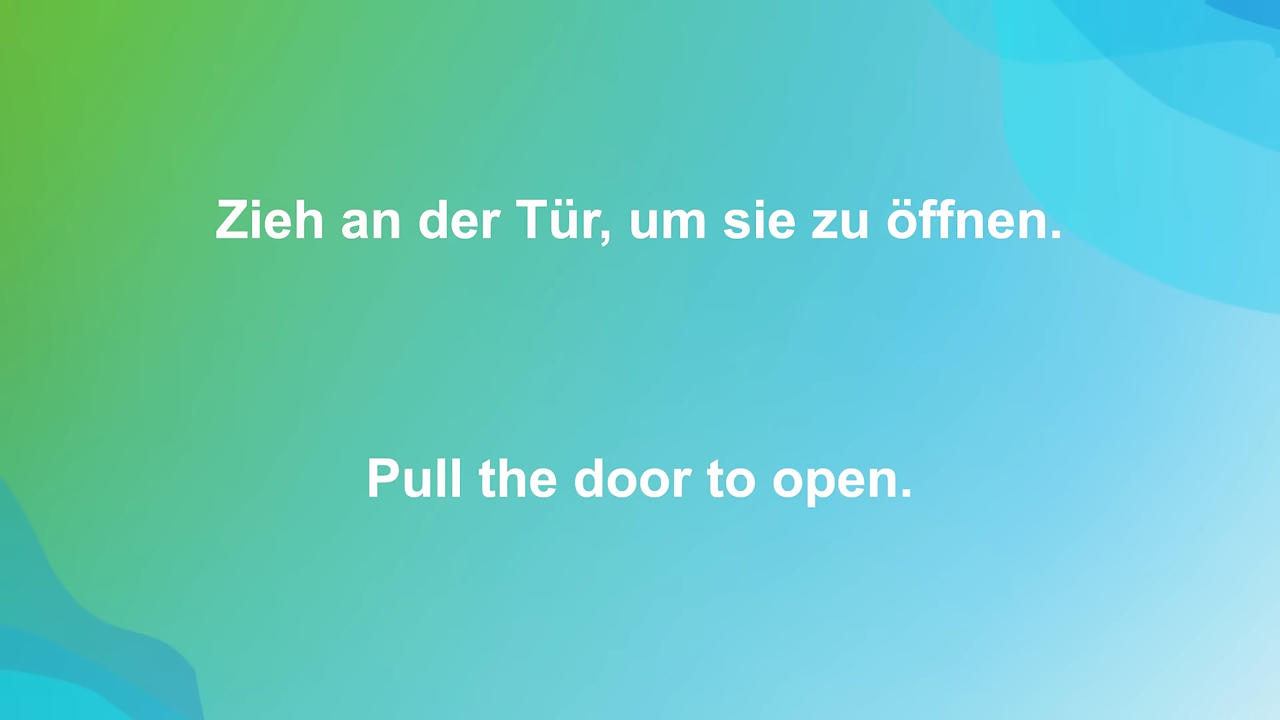 Zieh an der Tür, um sie zu öffnen.
Pull the door to open.